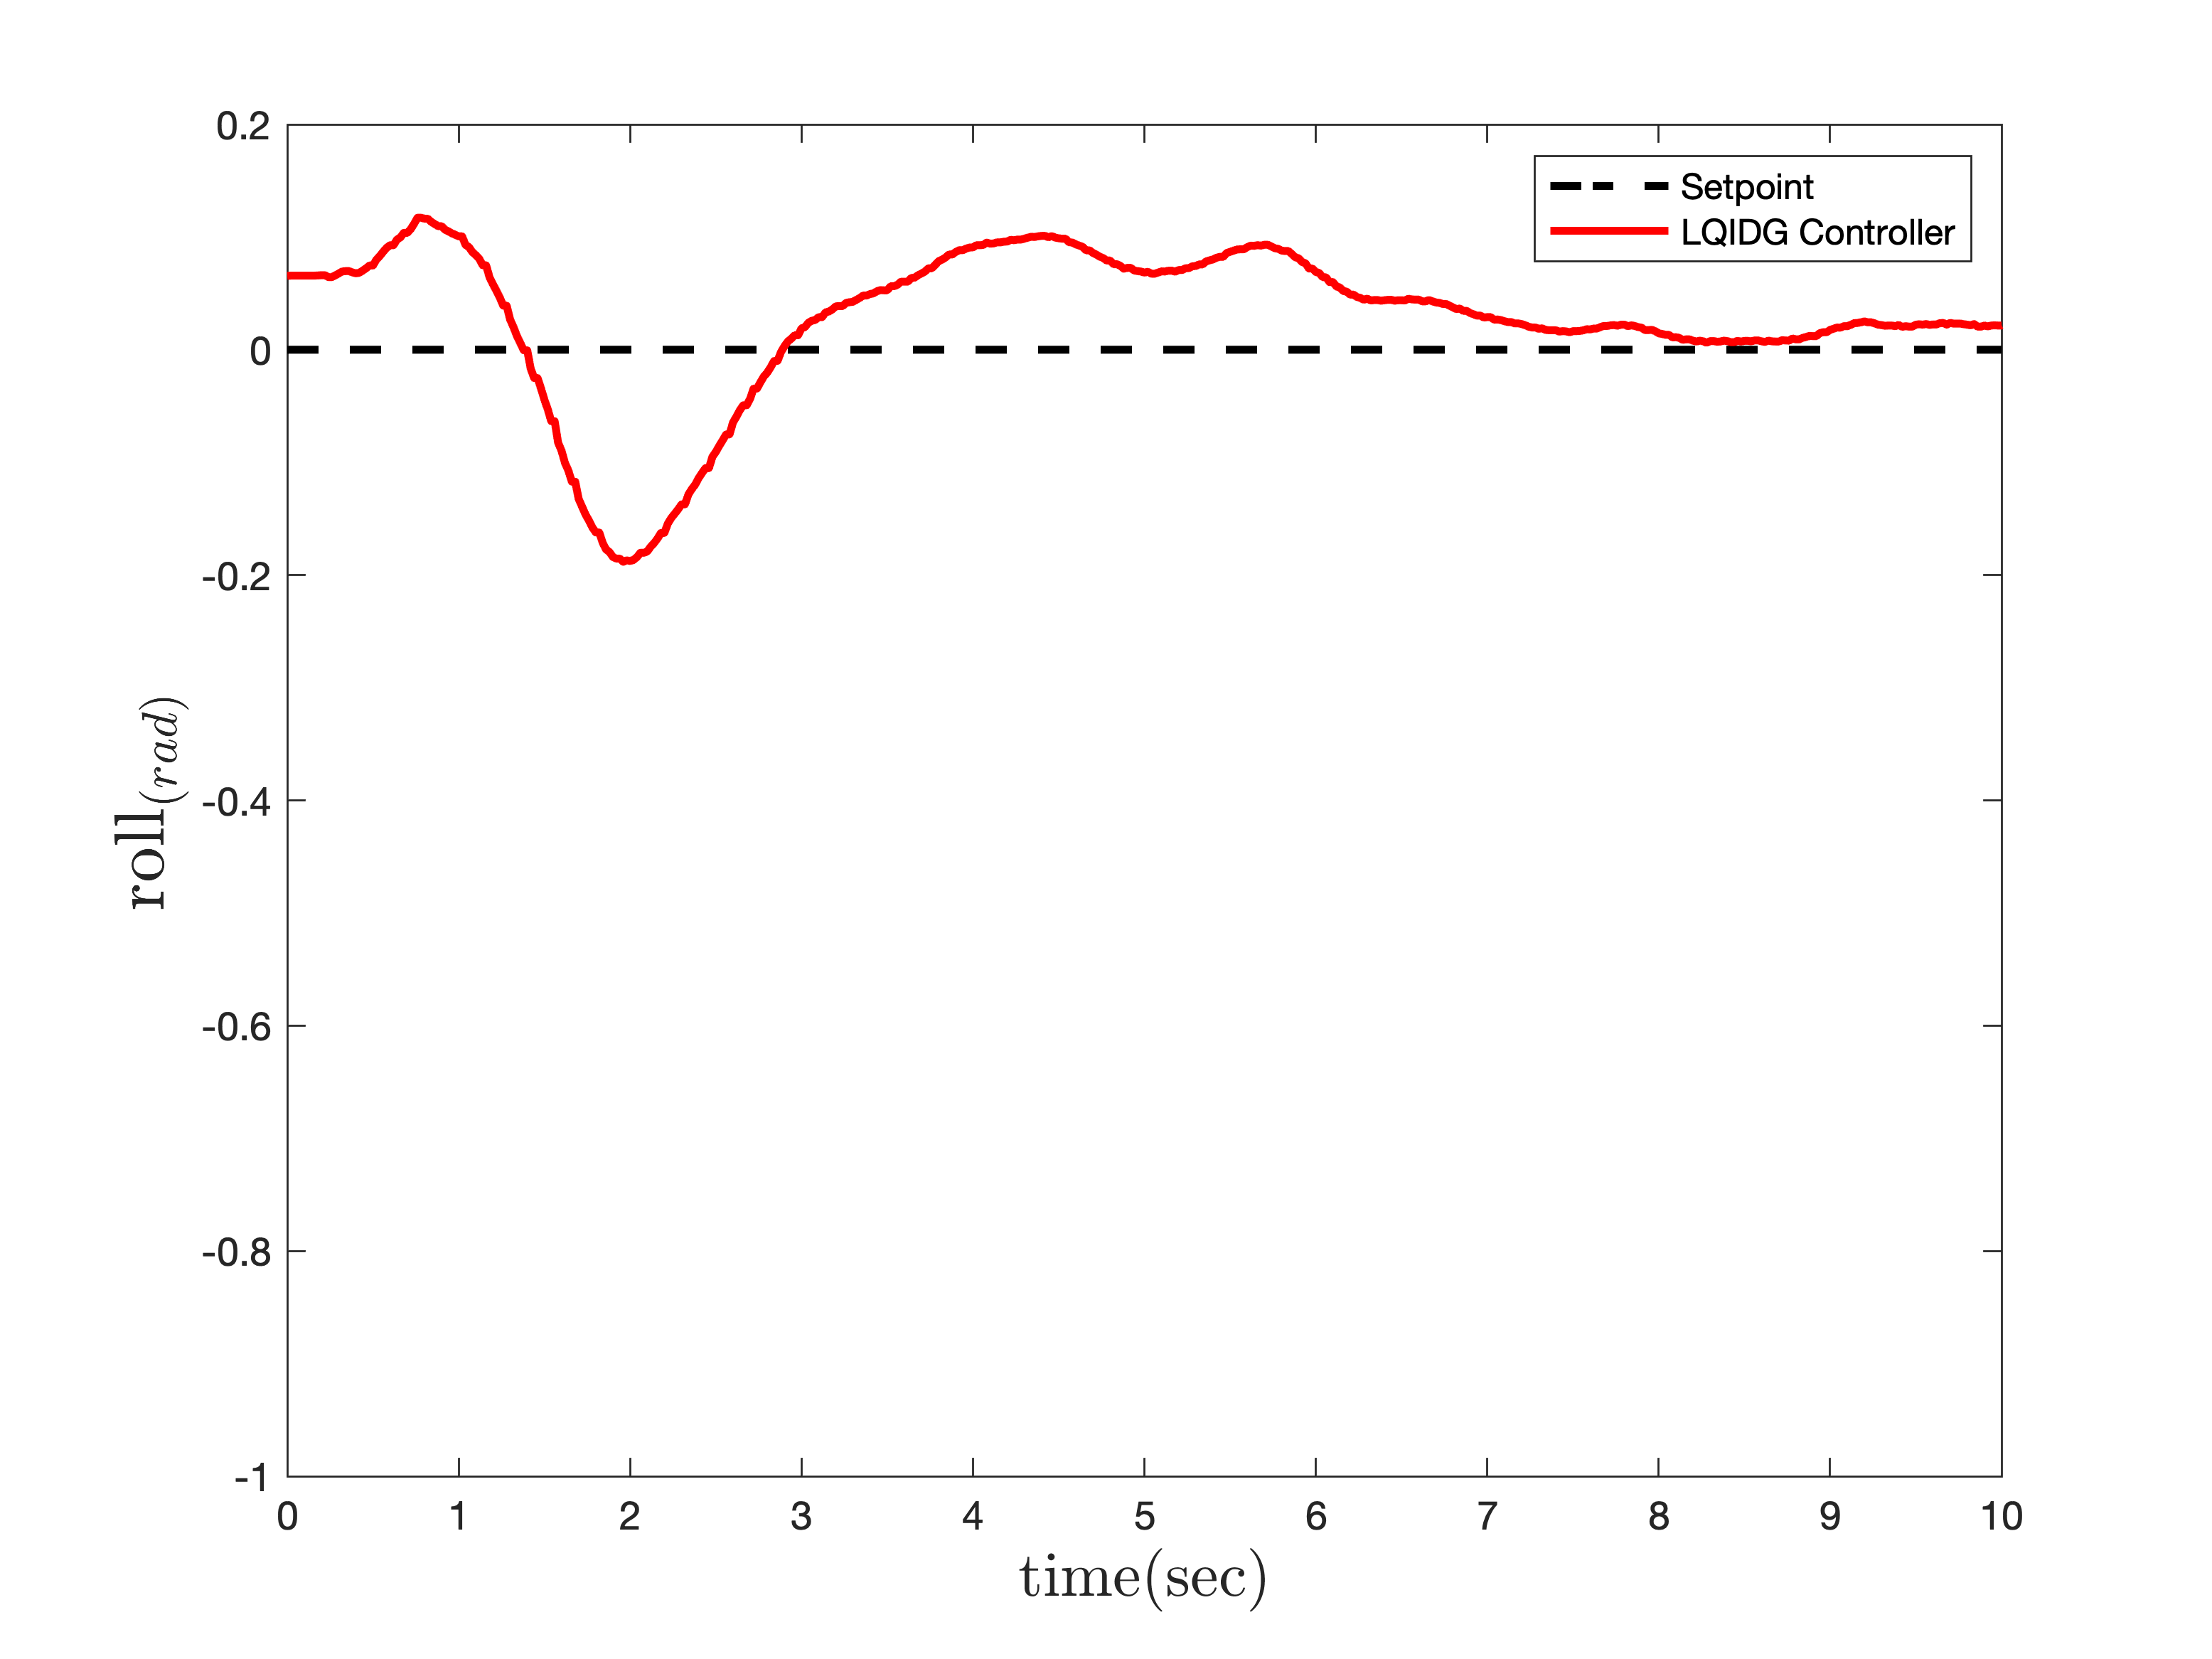 0.2
0
-0.2
-0.4
-0.6
-0.8
-1
roll(rad)
Setpoint
LQIDG Controller
0 1 2 3 4 5 6 7 8 9 10
time(sec)